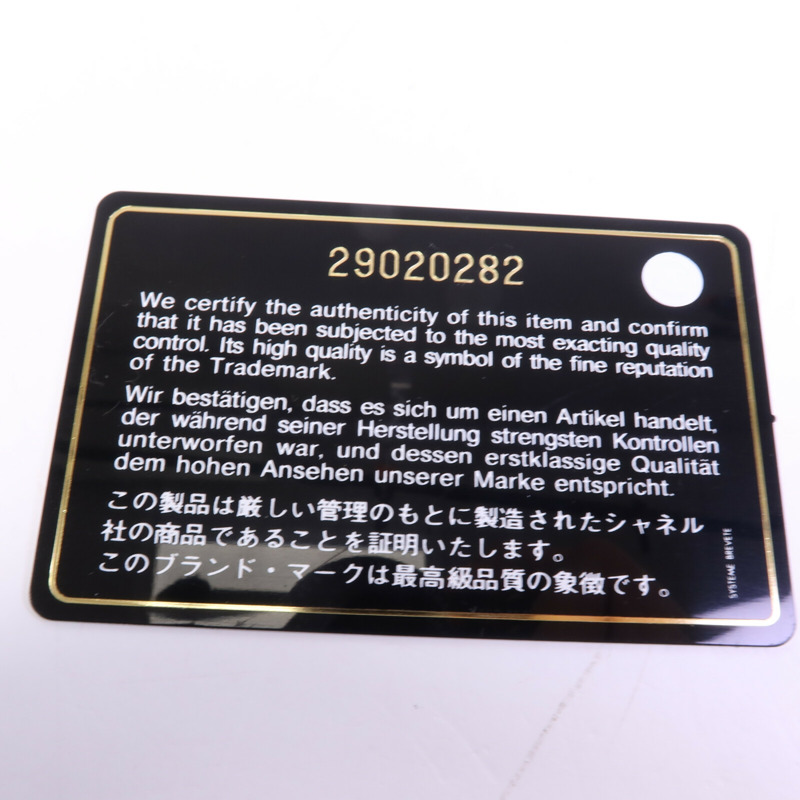 29020282
We certify the authenticity of this item and confirm
that it has been subjected to the most exacting quality
control. Its high quality is a symbol of the fine reputation
of the Trademark.
Wir bestätigen, dass es sich um einen Artikel handelt,
der während seiner Herstellung strengsten Kontrollen
unterworfen war, und dessen erstklassige Qualität
dem hohen Ansehen unserer Marke entspricht.
この製品は厳しい管理のもとに製造されたシャネル
社の商品であることを証明いたします。
このブランド・マークは最高級品質の象徴です。
SYSTEME BREVETE